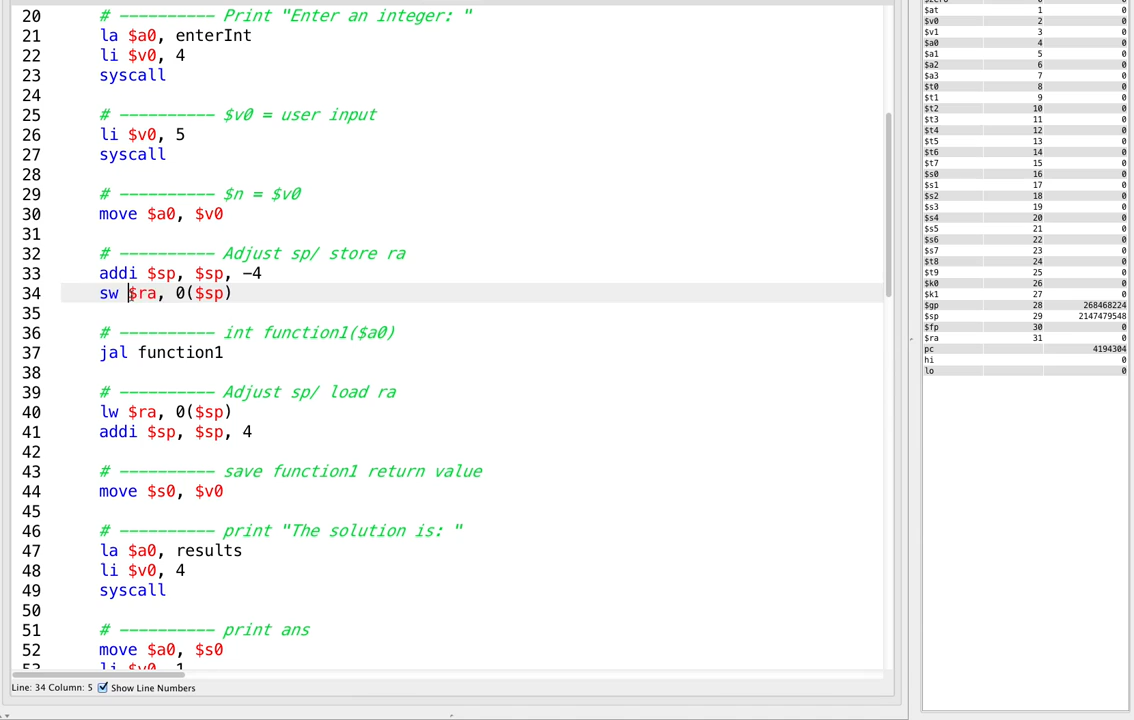 20 # ---------- Print "Enter an integer: "
21 la $a0, enterInt
22 li $v0, 4
23 syscall
24
25 # ---------- $v0 = user input
26 li $v0, 5
27 syscall
28
29 # ---------- $n = $v0
30 move $a0, $v0
31
32 # ---------- Adjust sp/ store ra
33 addi $sp, $sp, -4
34 sw $ra, 0($sp)
35
36 # ---------- int function1($a0)
37 jal function1
38
39 # ---------- Adjust sp/ load ra
40 lw $ra, 0($sp)
41 addi $sp, $sp, 4
42
43 # ---------- save function1 return value
44 move $s0, $v0
45
46 # ---------- print "The solution is: "
47 la $a0, results
48 li $v0, 4
49 syscall
50
51 # ---------- print ans
52 move $a0, $s0
53 li $v0, 1
Line: 34 Column: 5 Show Line Numbers
$zero 0 0
$at 1 0
$v0 2 0
$v1 3 0
$a0 4 0
$a1 5 0
$a2 6 0
$a3 7 0
$t0 8 0
$t1 9 0
$t2 10 0
$t3 11 0
$t4 12 0
$t5 13 0
$t6 14 0
$t7 15 0
$s0 16 0
$s1 17 0
$s2 18 0
$s3 19 0
$s4 20 0
$s5 21 0
$s6 22 0
$s7 23 0
$t8 24 0
$t9 25 0
$k0 26 0
$k1 27 0
$gp 28 268468224
$sp 29 2147479548
$fp 30 0
$ra 31 0
pc 4194304
hi 0
lo 0